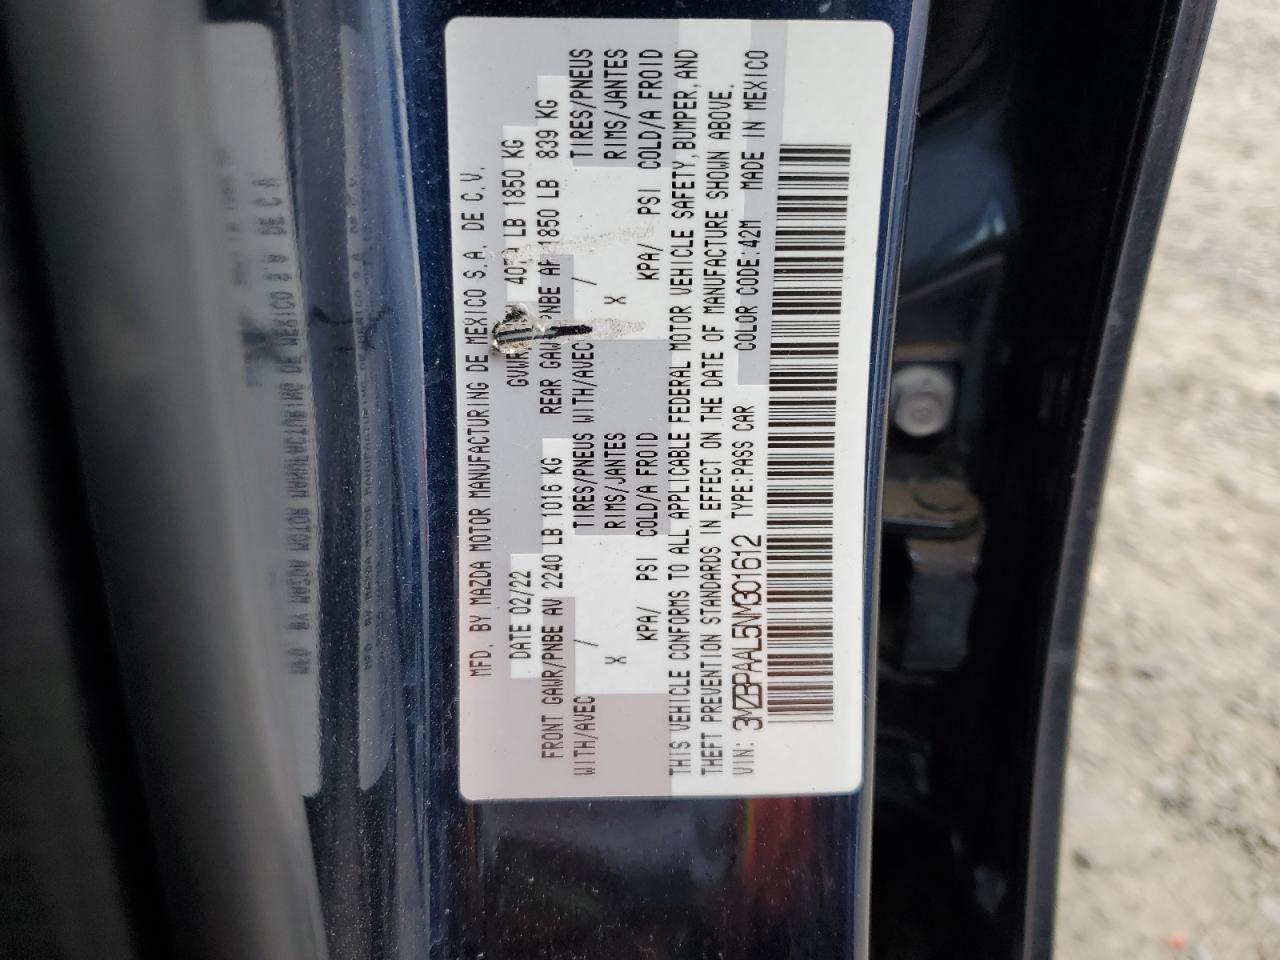 MFD. BY MAZDA MOTOR MANUFACTURING DE MEXICO S.A. DE C.V.
DATE 02/22 GVWR LB 1850 KG
FRONT GAWR/PNBE AV 2240 LB 1016 KG REAR GAWR/PNBE AR 1850 LB 839 KG
WITH/AVEC / TIRES/PNEUS WITH/AVEC / TIRES/PNEUS
X RIMS/JANTES X RIMS/JANTES
KPA/ PSI COLD/A FROID KPA/ PSI COLD/A FROID
THIS VEHICLE CONFORMS TO ALL APPLICABLE FEDERAL MOTOR VEHICLE SAFETY, BUMPER, AND
THEFT PREVENTION STANDARDS IN EFFECT ON THE DATE OF MANUFACTURE SHOWN ABOVE.
VIN: 3MZBPAAL5NM301612 TYPE:PASS CAR COLOR CODE:42M MADE IN MEXICO